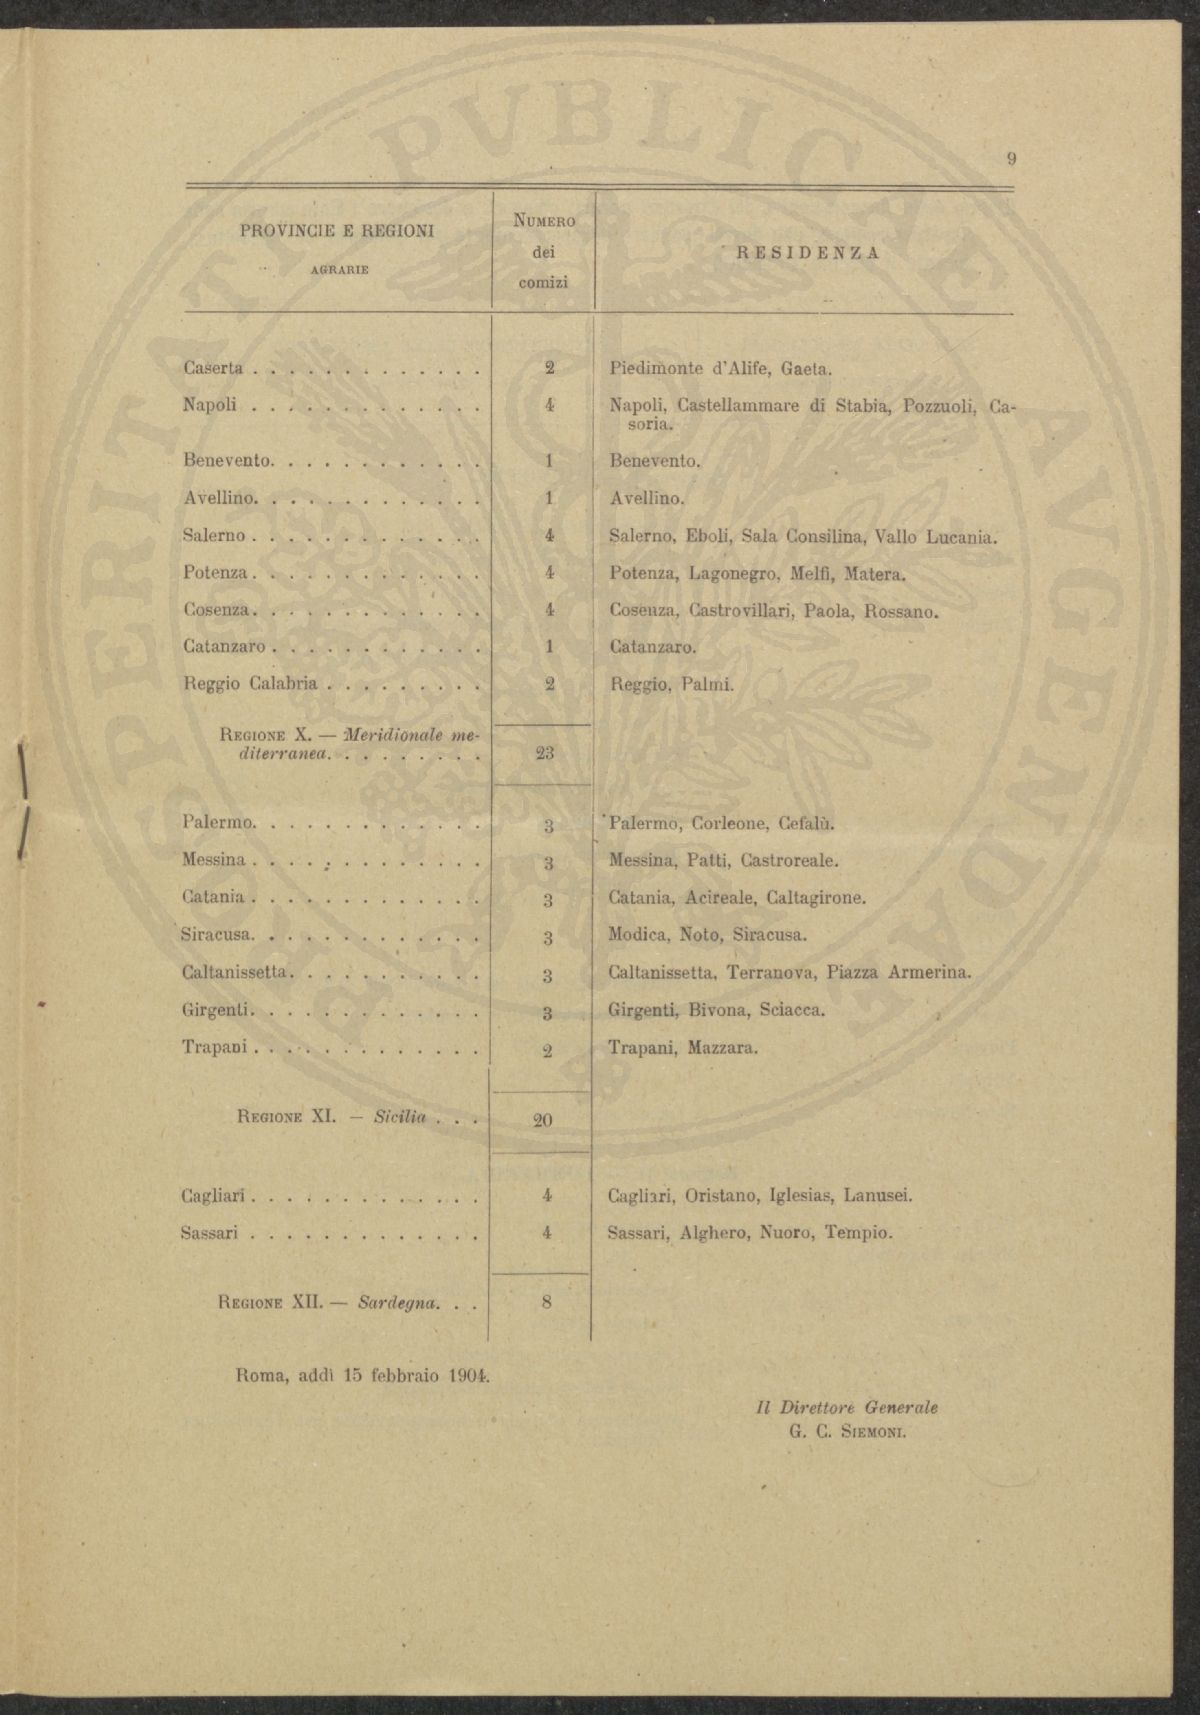 9
PROVINCIE E REGIONI
AGRARIE
NUMERO
dei
comizi
RESIDENZA
Caserta . . . . . . . . . . . . . 2 Piedimonte d'Alife, Gaeta.
Napoli . . . . . . . . . . . . . 4 Napoli, Castellammare di Stabia, Pozzuoli, Ca-
soria.
Benevento. . . . . . . . . . . . 1 Benevento.
Avellino. . . . . . . . . . . . . 1 Avellino.
Salerno . . . . . . . . . . . . . 4 Salerno, Eboli, Sala Consilina, Vallo Lucania.
Potenza . . . . . . . . . . . . . 4 Potenza, Lagonegro, Melfi, Matera.
Cosenza. . . . . . . . . . . . . 4 Cosenza, Castrovillari, Paola, Rossano.
Catanzaro . . . . . . . . . . . . 1 Catanzaro.
Reggio Calabria . . . . . . . . . 2 Reggio, Palmi.
REGIONE X. — Meridionale me-
diterranea. . . . . . . . . 23
Palermo. . . . . . . . . . . . . 3 Palermo, Corleone, Cefalù.
Messina . . . . . . . . . . . . . 3 Messina, Patti, Castroreale.
Catania . . . . . . . . . . . . . 3 Catania, Acireale, Caltagirone.
Siracusa. . . . . . . . . . . . . 3 Modica, Noto, Siracusa.
Caltanissetta. . . . . . . . . . . 3 Caltanissetta, Terranova, Piazza Armerina.
Girgenti. . . . . . . . . . . . . 3 Girgenti, Bivona, Sciacca.
Trapani . . . . . . . . . . . . . 2 Trapani, Mazzara.
REGIONE XI. — Sicilia . . . 20
Cagliari . . . . . . . . . . . . . 4 Cagliari, Oristano, Iglesias, Lanusei.
Sassari . . . . . . . . . . . . . 4 Sassari, Alghero, Nuoro, Tempio.
REGIONE XII. — Sardegna. . . 8
Roma, addì 15 febbraio 1904.
Il Direttore Generale
G. C. SIEMONI.
PROSPERITATI PVBLICAE AVGENDAE